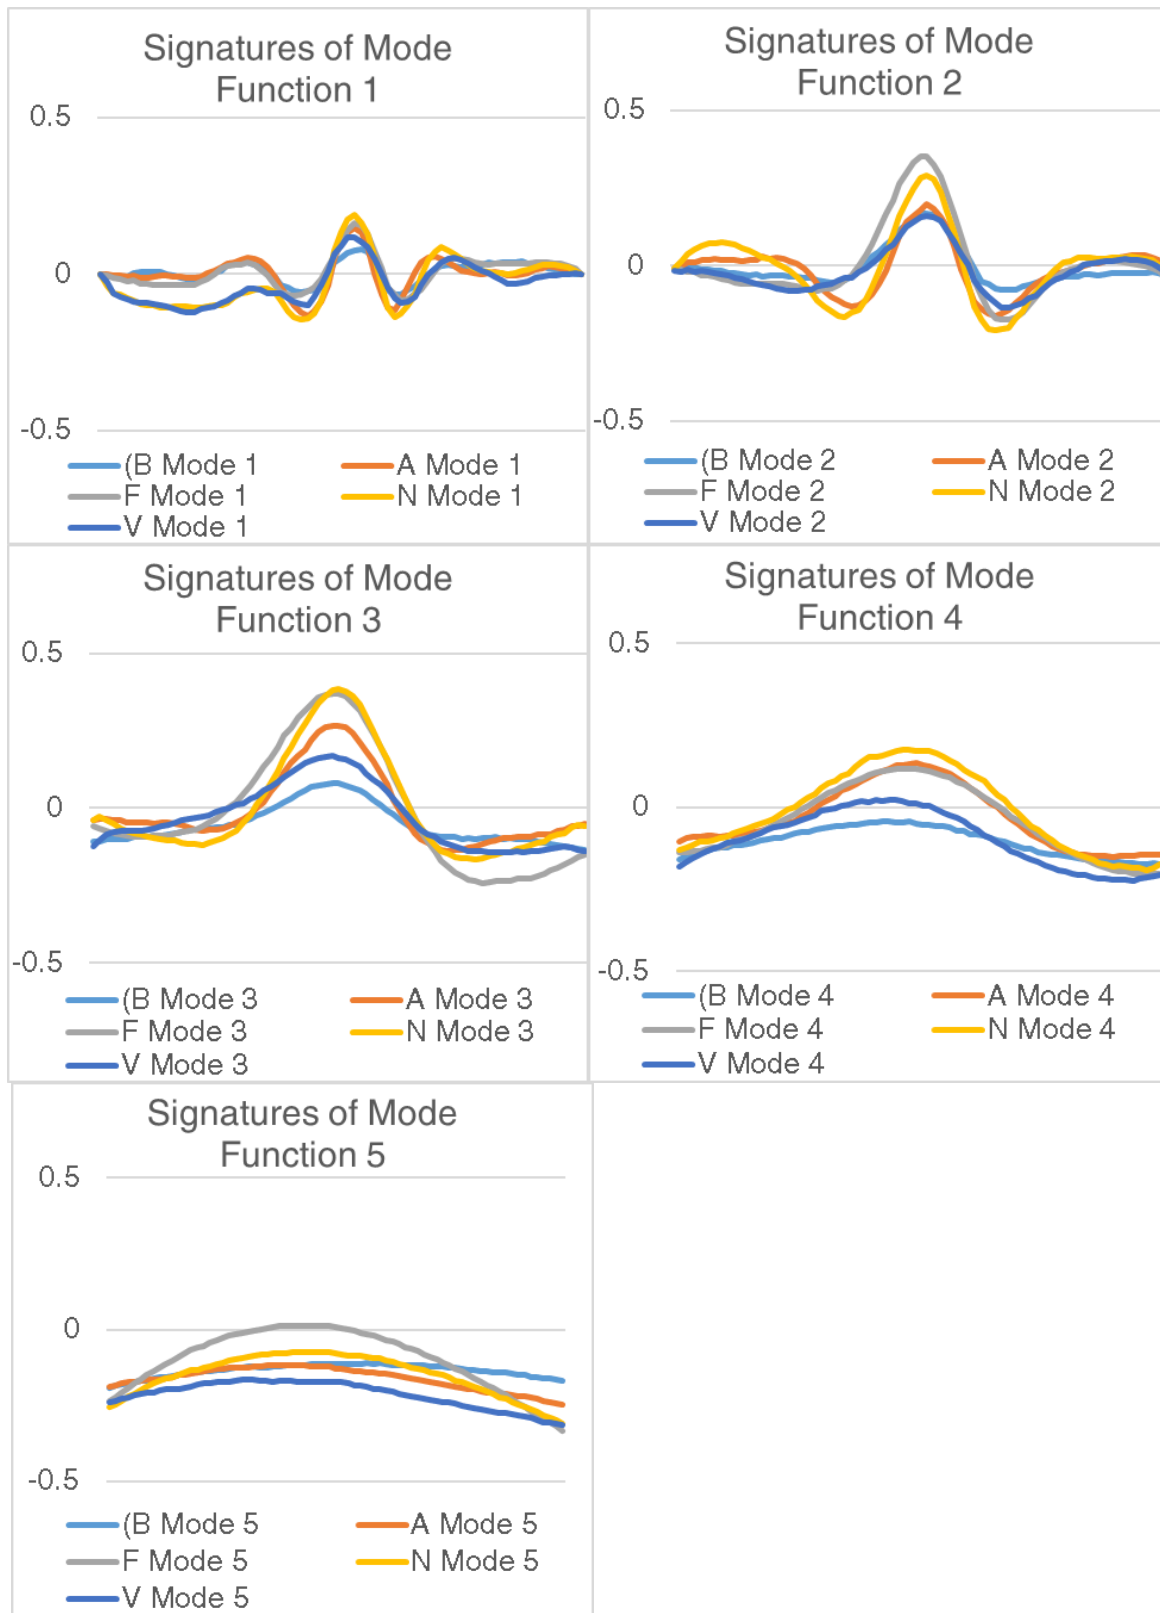 Signatures of Mode
Function 1
0.5
0
-0.5
(B Mode 1 A Mode 1
F Mode 1 N Mode 1
V Mode 1
Signatures of Mode
Function 2
0.5
0
-0.5
(B Mode 2 A Mode 2
F Mode 2 N Mode 2
V Mode 2
Signatures of Mode
Function 3
0.5
0
-0.5
(B Mode 3 A Mode 3
F Mode 3 N Mode 3
V Mode 3
Signatures of Mode
Function 4
0.5
0
-0.5
(B Mode 4 A Mode 4
F Mode 4 N Mode 4
V Mode 4
Signatures of Mode
Function 5
0.5
0
-0.5
(B Mode 5 A Mode 5
F Mode 5 N Mode 5
V Mode 5